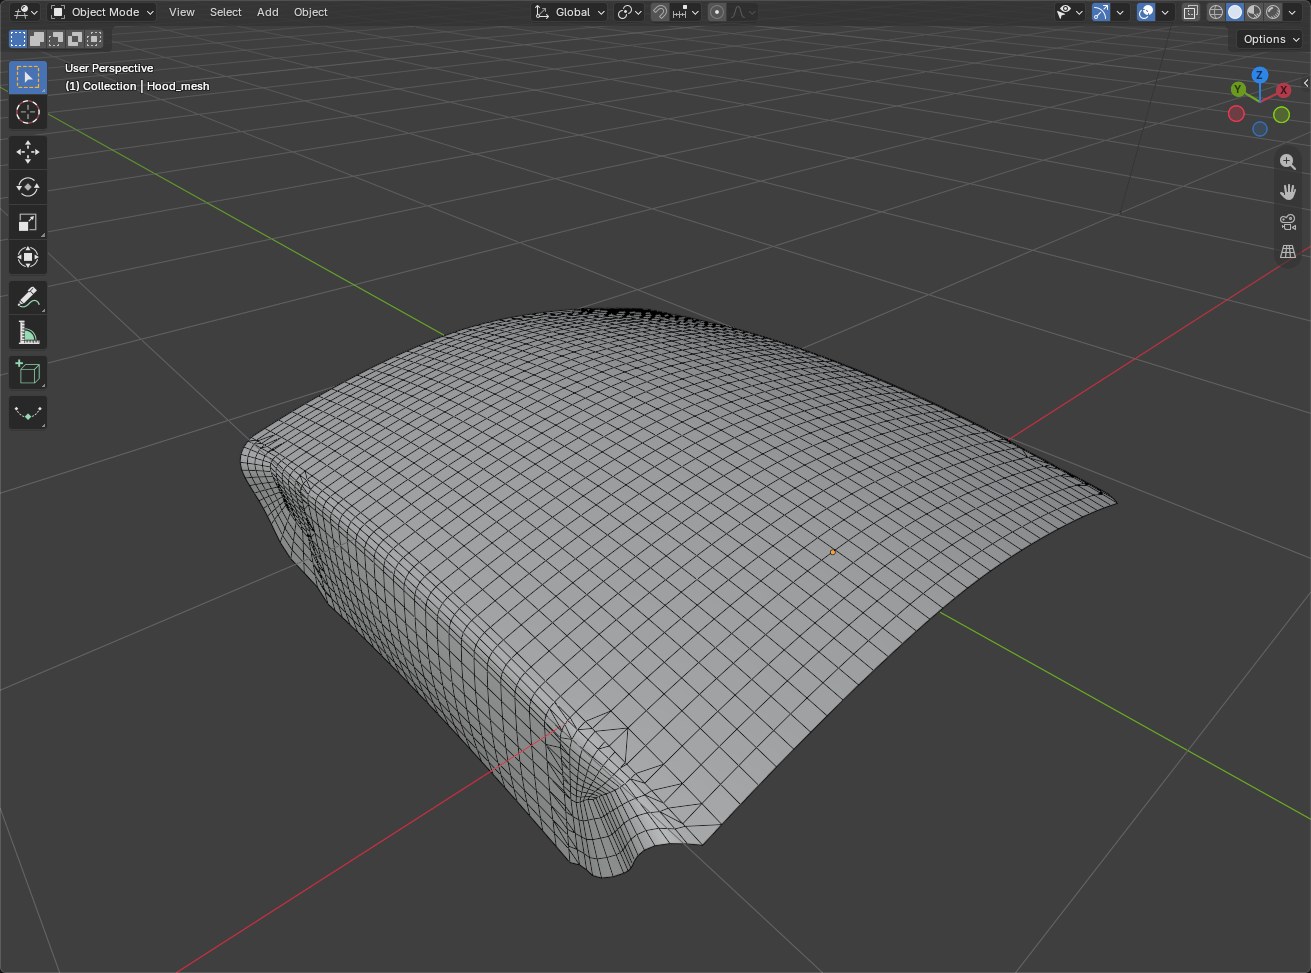 Object Mode View Select Add Object Global
Options
User Perspective
(1) Collection | Hood_mesh
Z
Y X